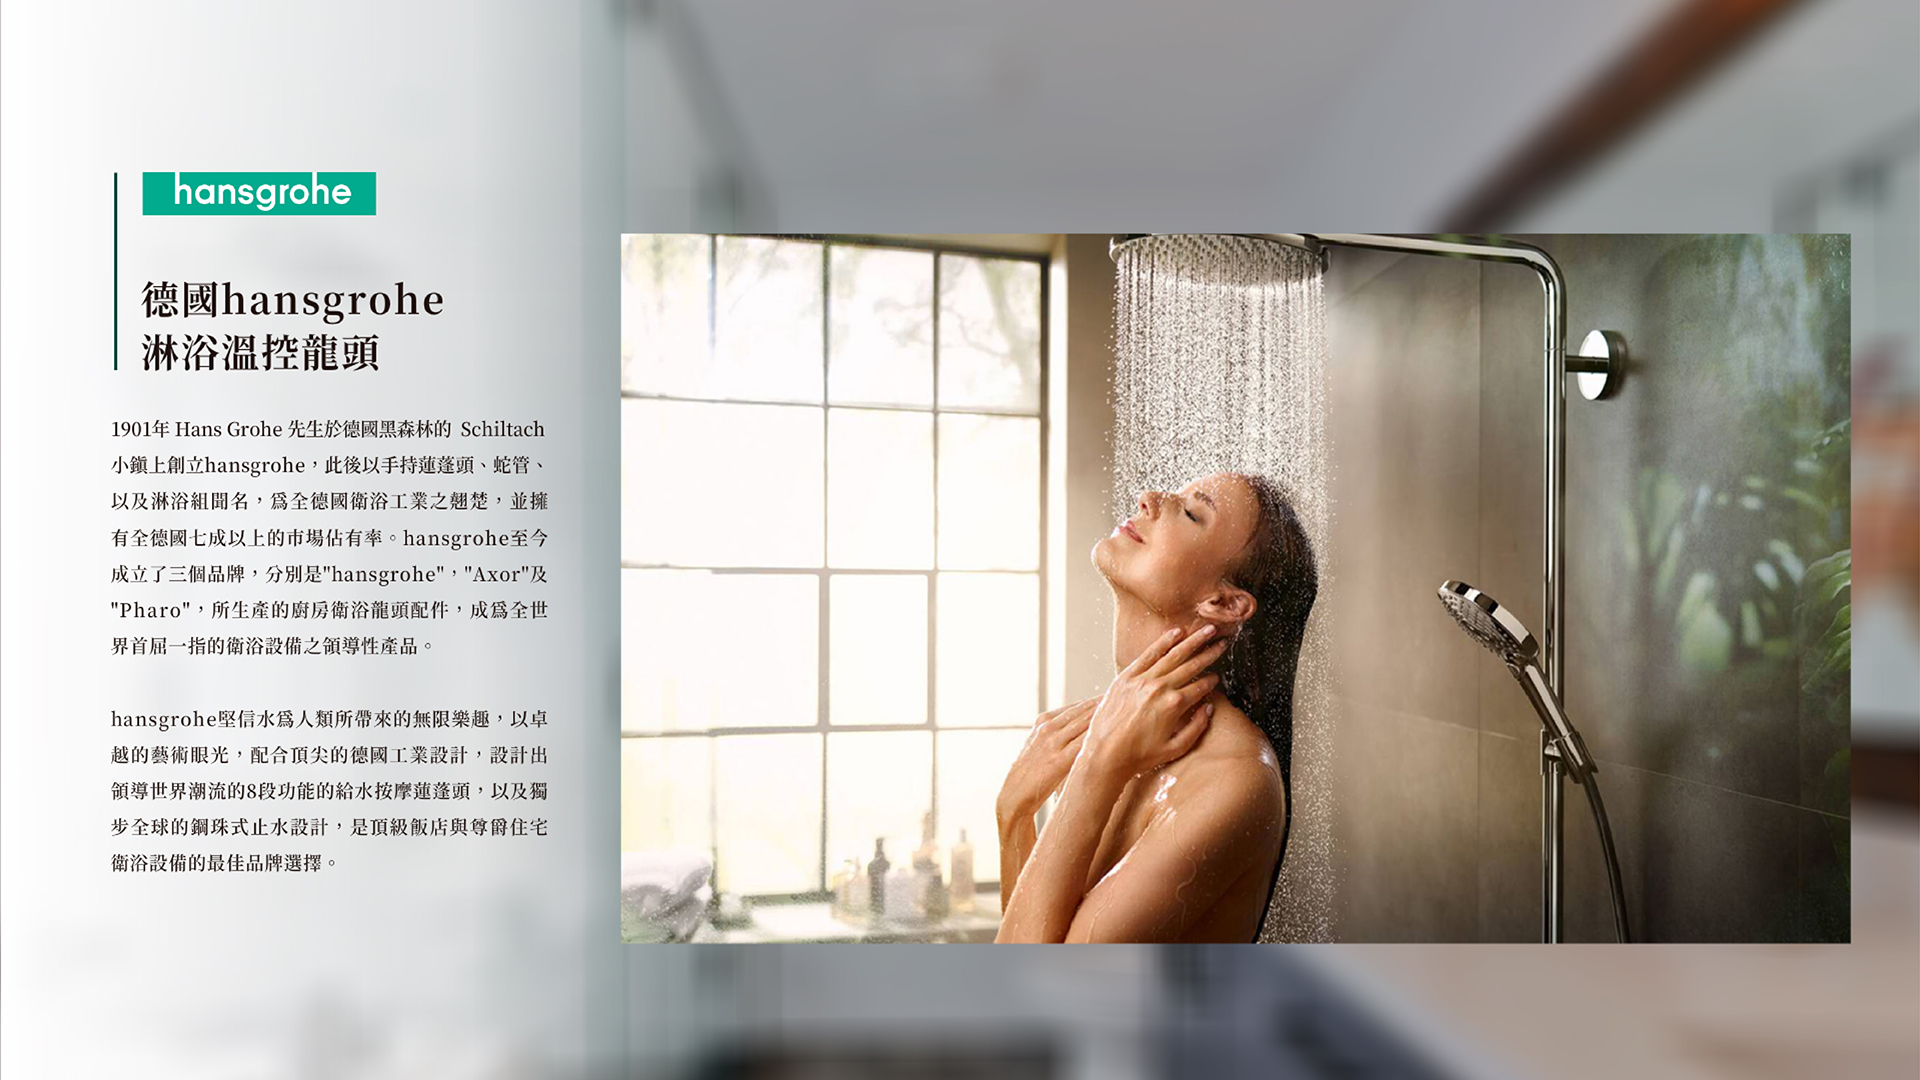 hansgrohe
德國hansgrohe
淋浴溫控龍頭
1901年 Hans Grohe 先生於德國黑森林的 Schiltach
小鎮上創立hansgrohe，此後以手持蓮蓬頭、蛇管、
以及淋浴組聞名，爲全德國衛浴工業之翹楚，並擁
有全德國七成以上的市場佔有率。hansgrohe至今
成立了三個品牌，分別是"hansgrohe"，"Axor"及
"Pharo"，所生產的廚房衛浴龍頭配件，成爲全世
界首屈一指的衛浴設備之領導性產品。
hansgrohe堅信水爲人類所帶來的無限樂趣，以卓
越的藝術眼光，配合頂尖的德國工業設計，設計出
領導世界潮流的8段功能的給水按摩蓮蓬頭，以及獨
步全球的鋼珠式止水設計，是頂級飯店與尊爵住宅
衛浴設備的最佳品牌選擇。